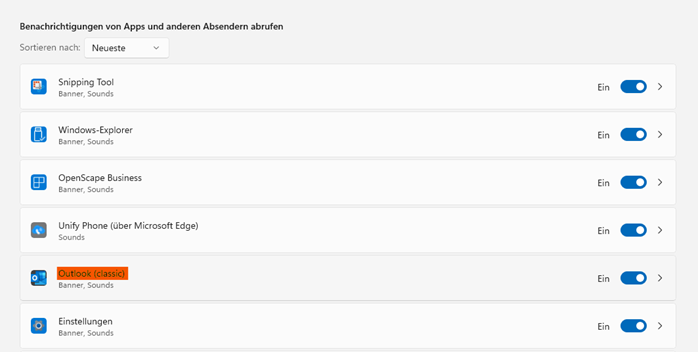 Benachrichtigungen von Apps und anderen Absendern abrufen
Sortieren nach: Neueste
Snipping Tool
Banner, Sounds
Ein
Windows-Explorer
Banner, Sounds
Ein
OpenScape Business
Banner, Sounds
Ein
Unify Phone (über Microsoft Edge)
Sounds
Ein
Outlook (classic)
Banner, Sounds
Ein
Einstellungen
Banner, Sounds
Ein